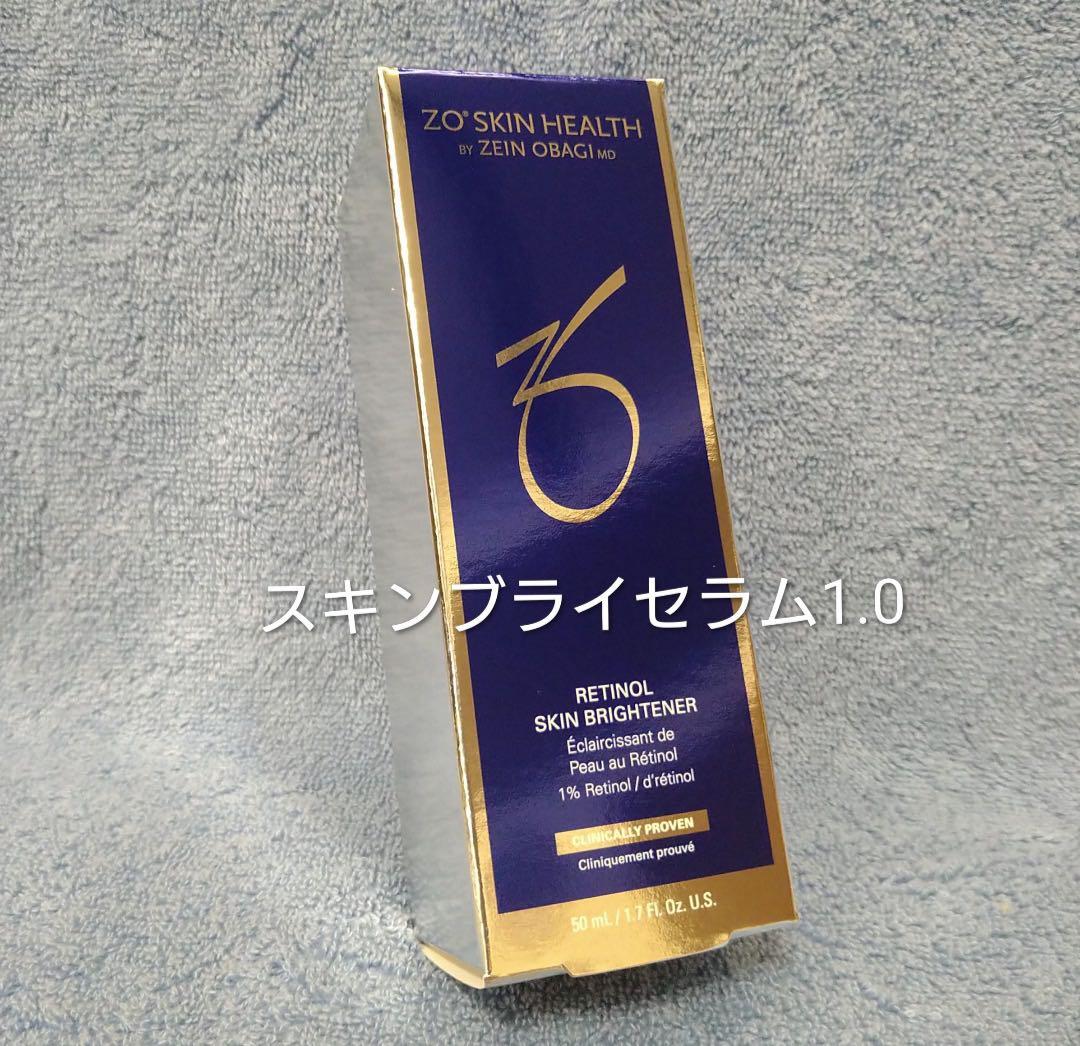 ZO® SKIN HEALTH
BY ZEIN OBAGI MD
スキンブライセラム1.0
RETINOL
SKIN BRIGHTENER
Éclaircissant de
Peau au Rétinol
1% Retinol / d'rétinol
CLINICALLY PROVEN
Cliniquement prouvé
50 mL / 1.7 Fl. Oz. U.S.